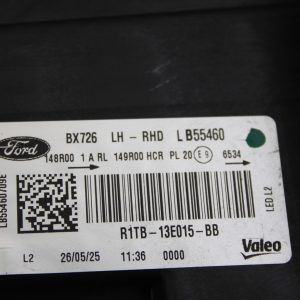 Ford
BX726 LH-RHD LB55460
148R00 1 A RL 149R00 HCR PL 20 E9 6534
LB55460709E
LED L2
R1TB-13E015-BB
Valeo
L2 26/05/25 11:36 0000